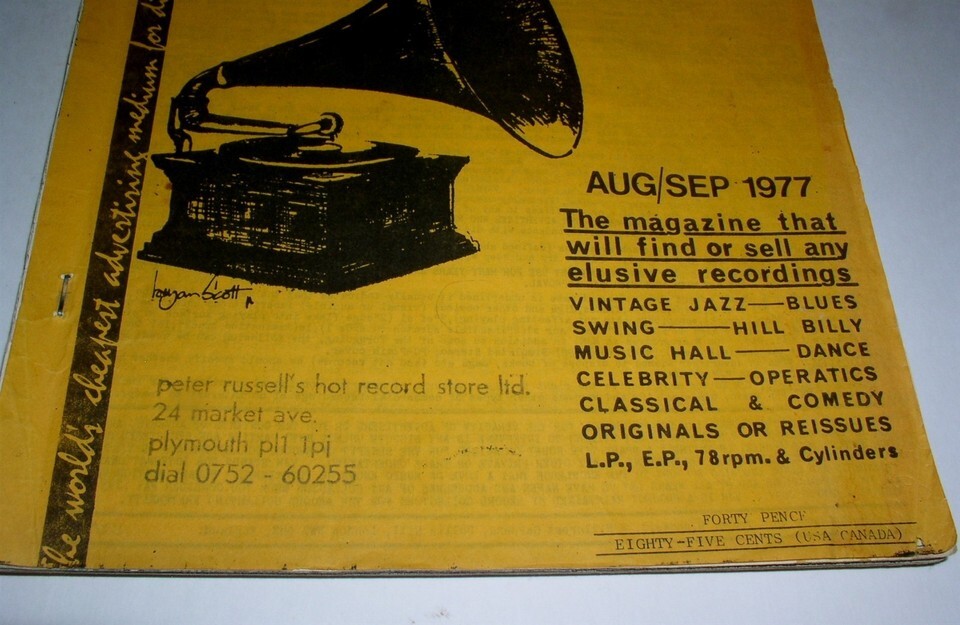 the worlds cheapest advertising medium for
AUG/SEP 1977
The magazine that
will find or sell any
elusive recordings
VINTAGE JAZZ—BLUES
SWING—HILL BILLY
MUSIC HALL—DANCE
CELEBRITY—OPERATICS
CLASSICAL & COMEDY
ORIGINALS OR REISSUES
L.P., E.P., 78rpm. & Cylinders
Scott
peter russell's hot record store ltd.
24 market ave.
plymouth pl1 1pj
dial 0752 - 60255
FORTY PENCE
EIGHTY-FIVE CENTS (USA CANADA)